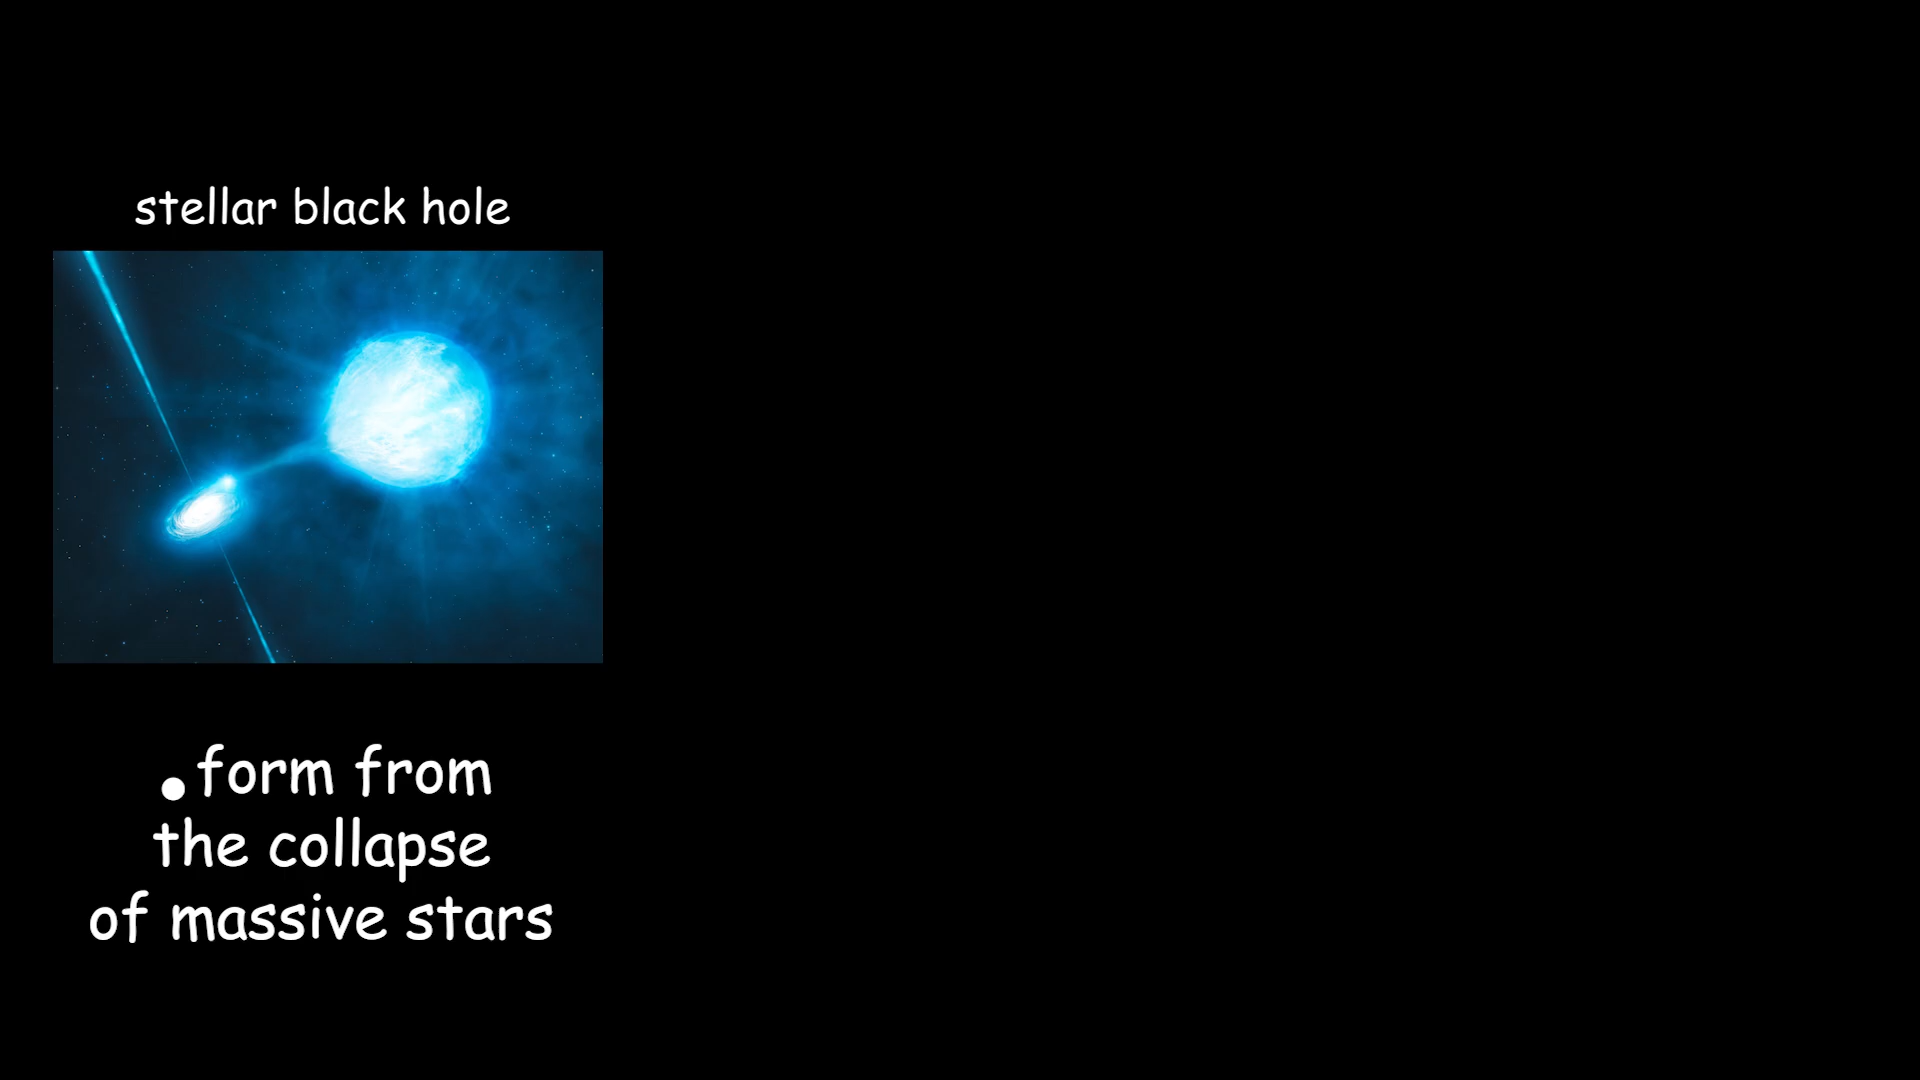 stellar black hole
•form from
the collapse
of massive stars